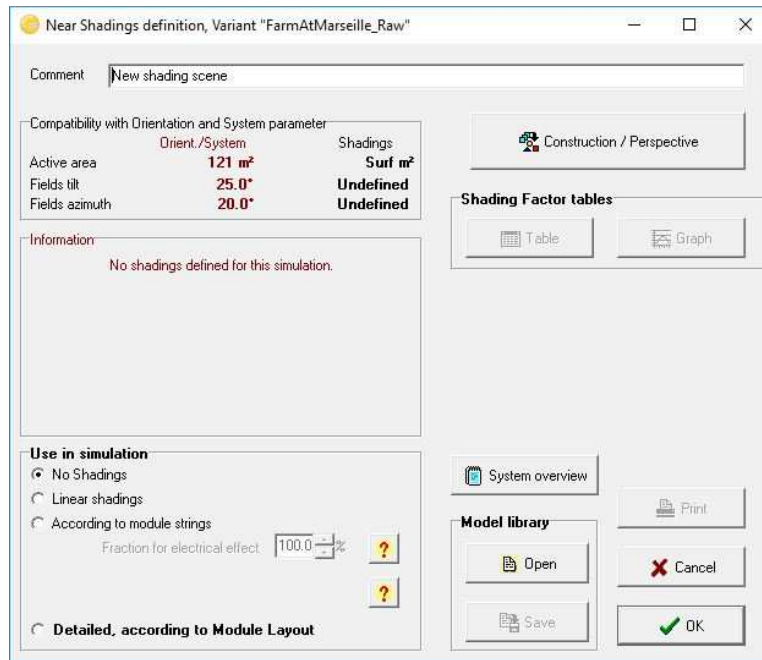 Near Shadings definition, Variant "FarmAtMarseille_Raw"
Comment New shading scene
Compatibility with Orientation and System parameter
Orient./System Shadings
Active area 121 m² Surf m²
Fields tilt 25.0° Undefined
Fields azimuth 20.0° Undefined
Construction / Perspective
Shading Factor tables
Table Graph
Information
No shadings defined for this simulation.
Use in simulation
No Shadings
Linear shadings
According to module strings
Fraction for electrical effect 100.0 %
?
?
Detailed, according to Module Layout
System overview
Model library
Open
Save
Print
Cancel
OK